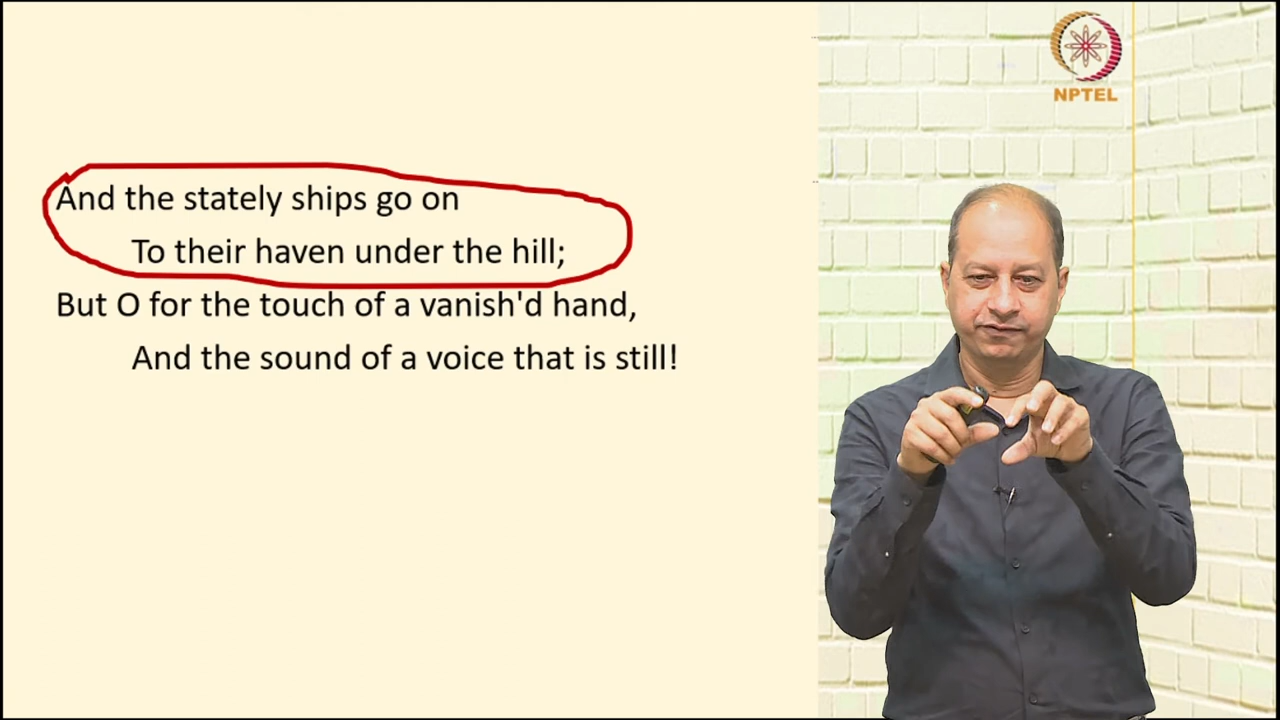 NPTEL
And the stately ships go on
To their haven under the hill;
But O for the touch of a vanish'd hand,
And the sound of a voice that is still!